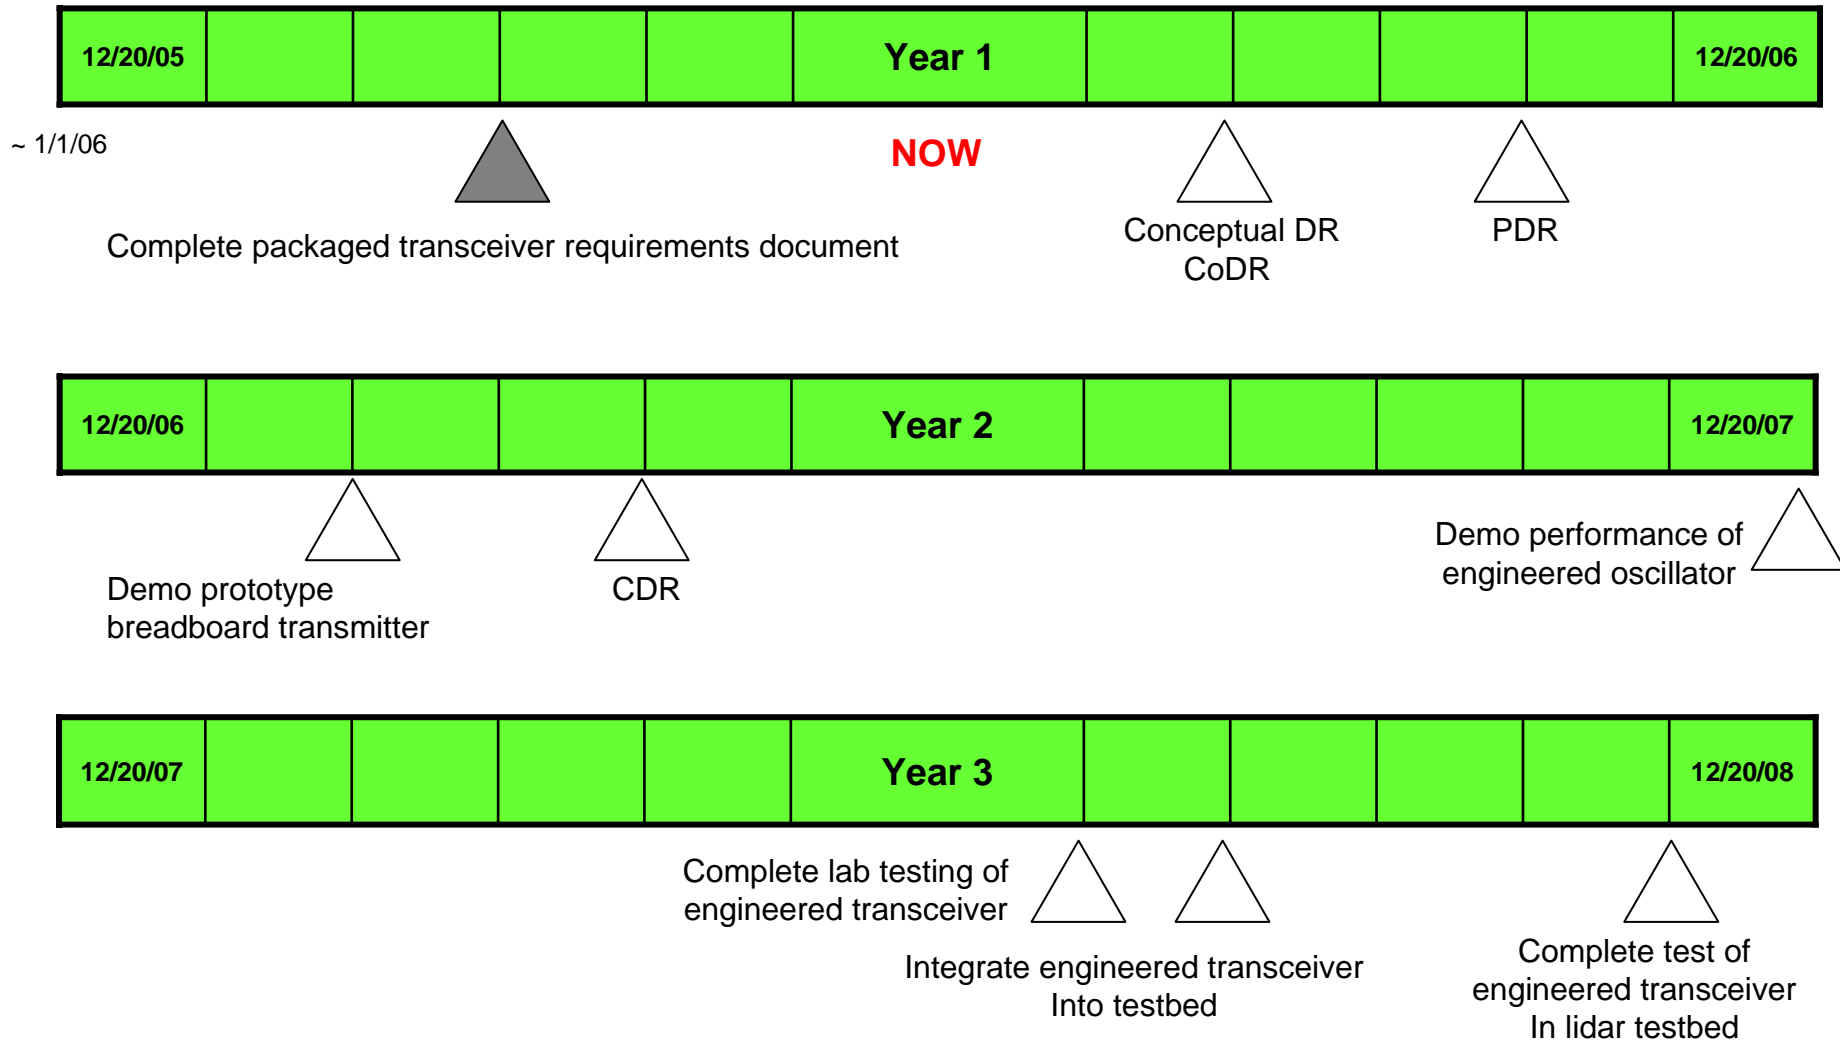 12/20/05
Year 1
12/20/06
~ 1/1/06
NOW
Complete packaged transceiver requirements document
Conceptual DR
CoDR
PDR
12/20/06
Year 2
12/20/07
Demo prototype
breadboard transmitter
CDR
Demo performance of
engineered oscillator
12/20/07
Year 3
12/20/08
Complete lab testing of
engineered transceiver
Integrate engineered transceiver
Into testbed
Complete test of
engineered transceiver
In lidar testbed